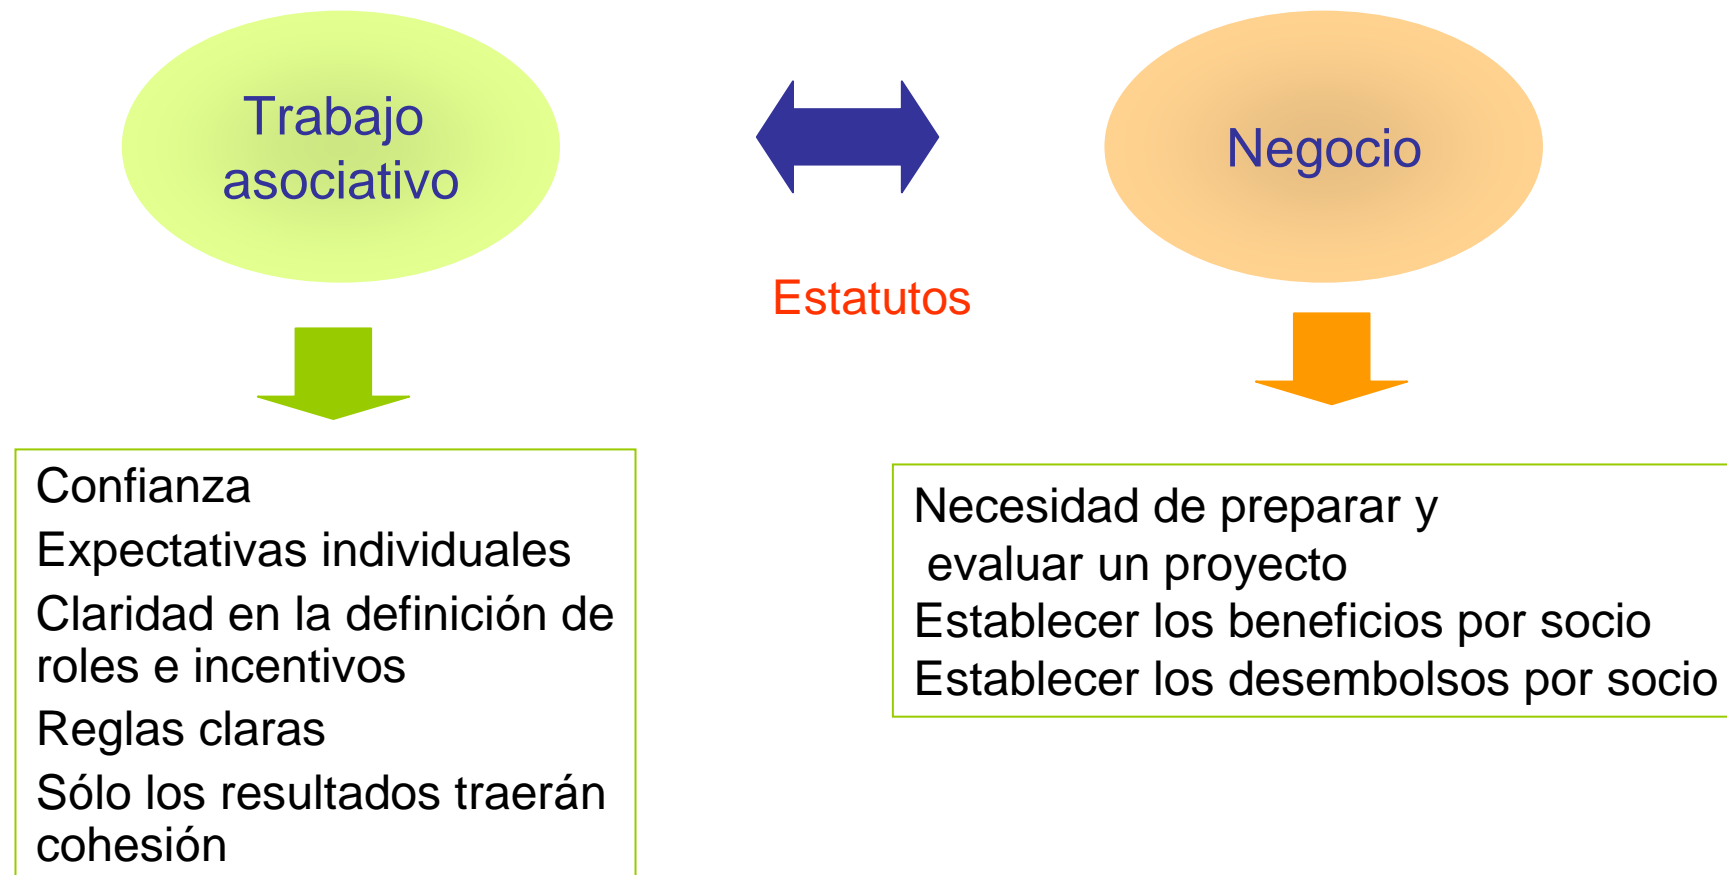 Trabajo
asociativo
Negocio
Estatutos
Confianza
Expectativas individuales
Claridad en la definición de
roles e incentivos
Reglas claras
Sólo los resultados traerán
cohesión
Necesidad de preparar y
evaluar un proyecto
Establecer los beneficios por socio
Establecer los desembolsos por socio